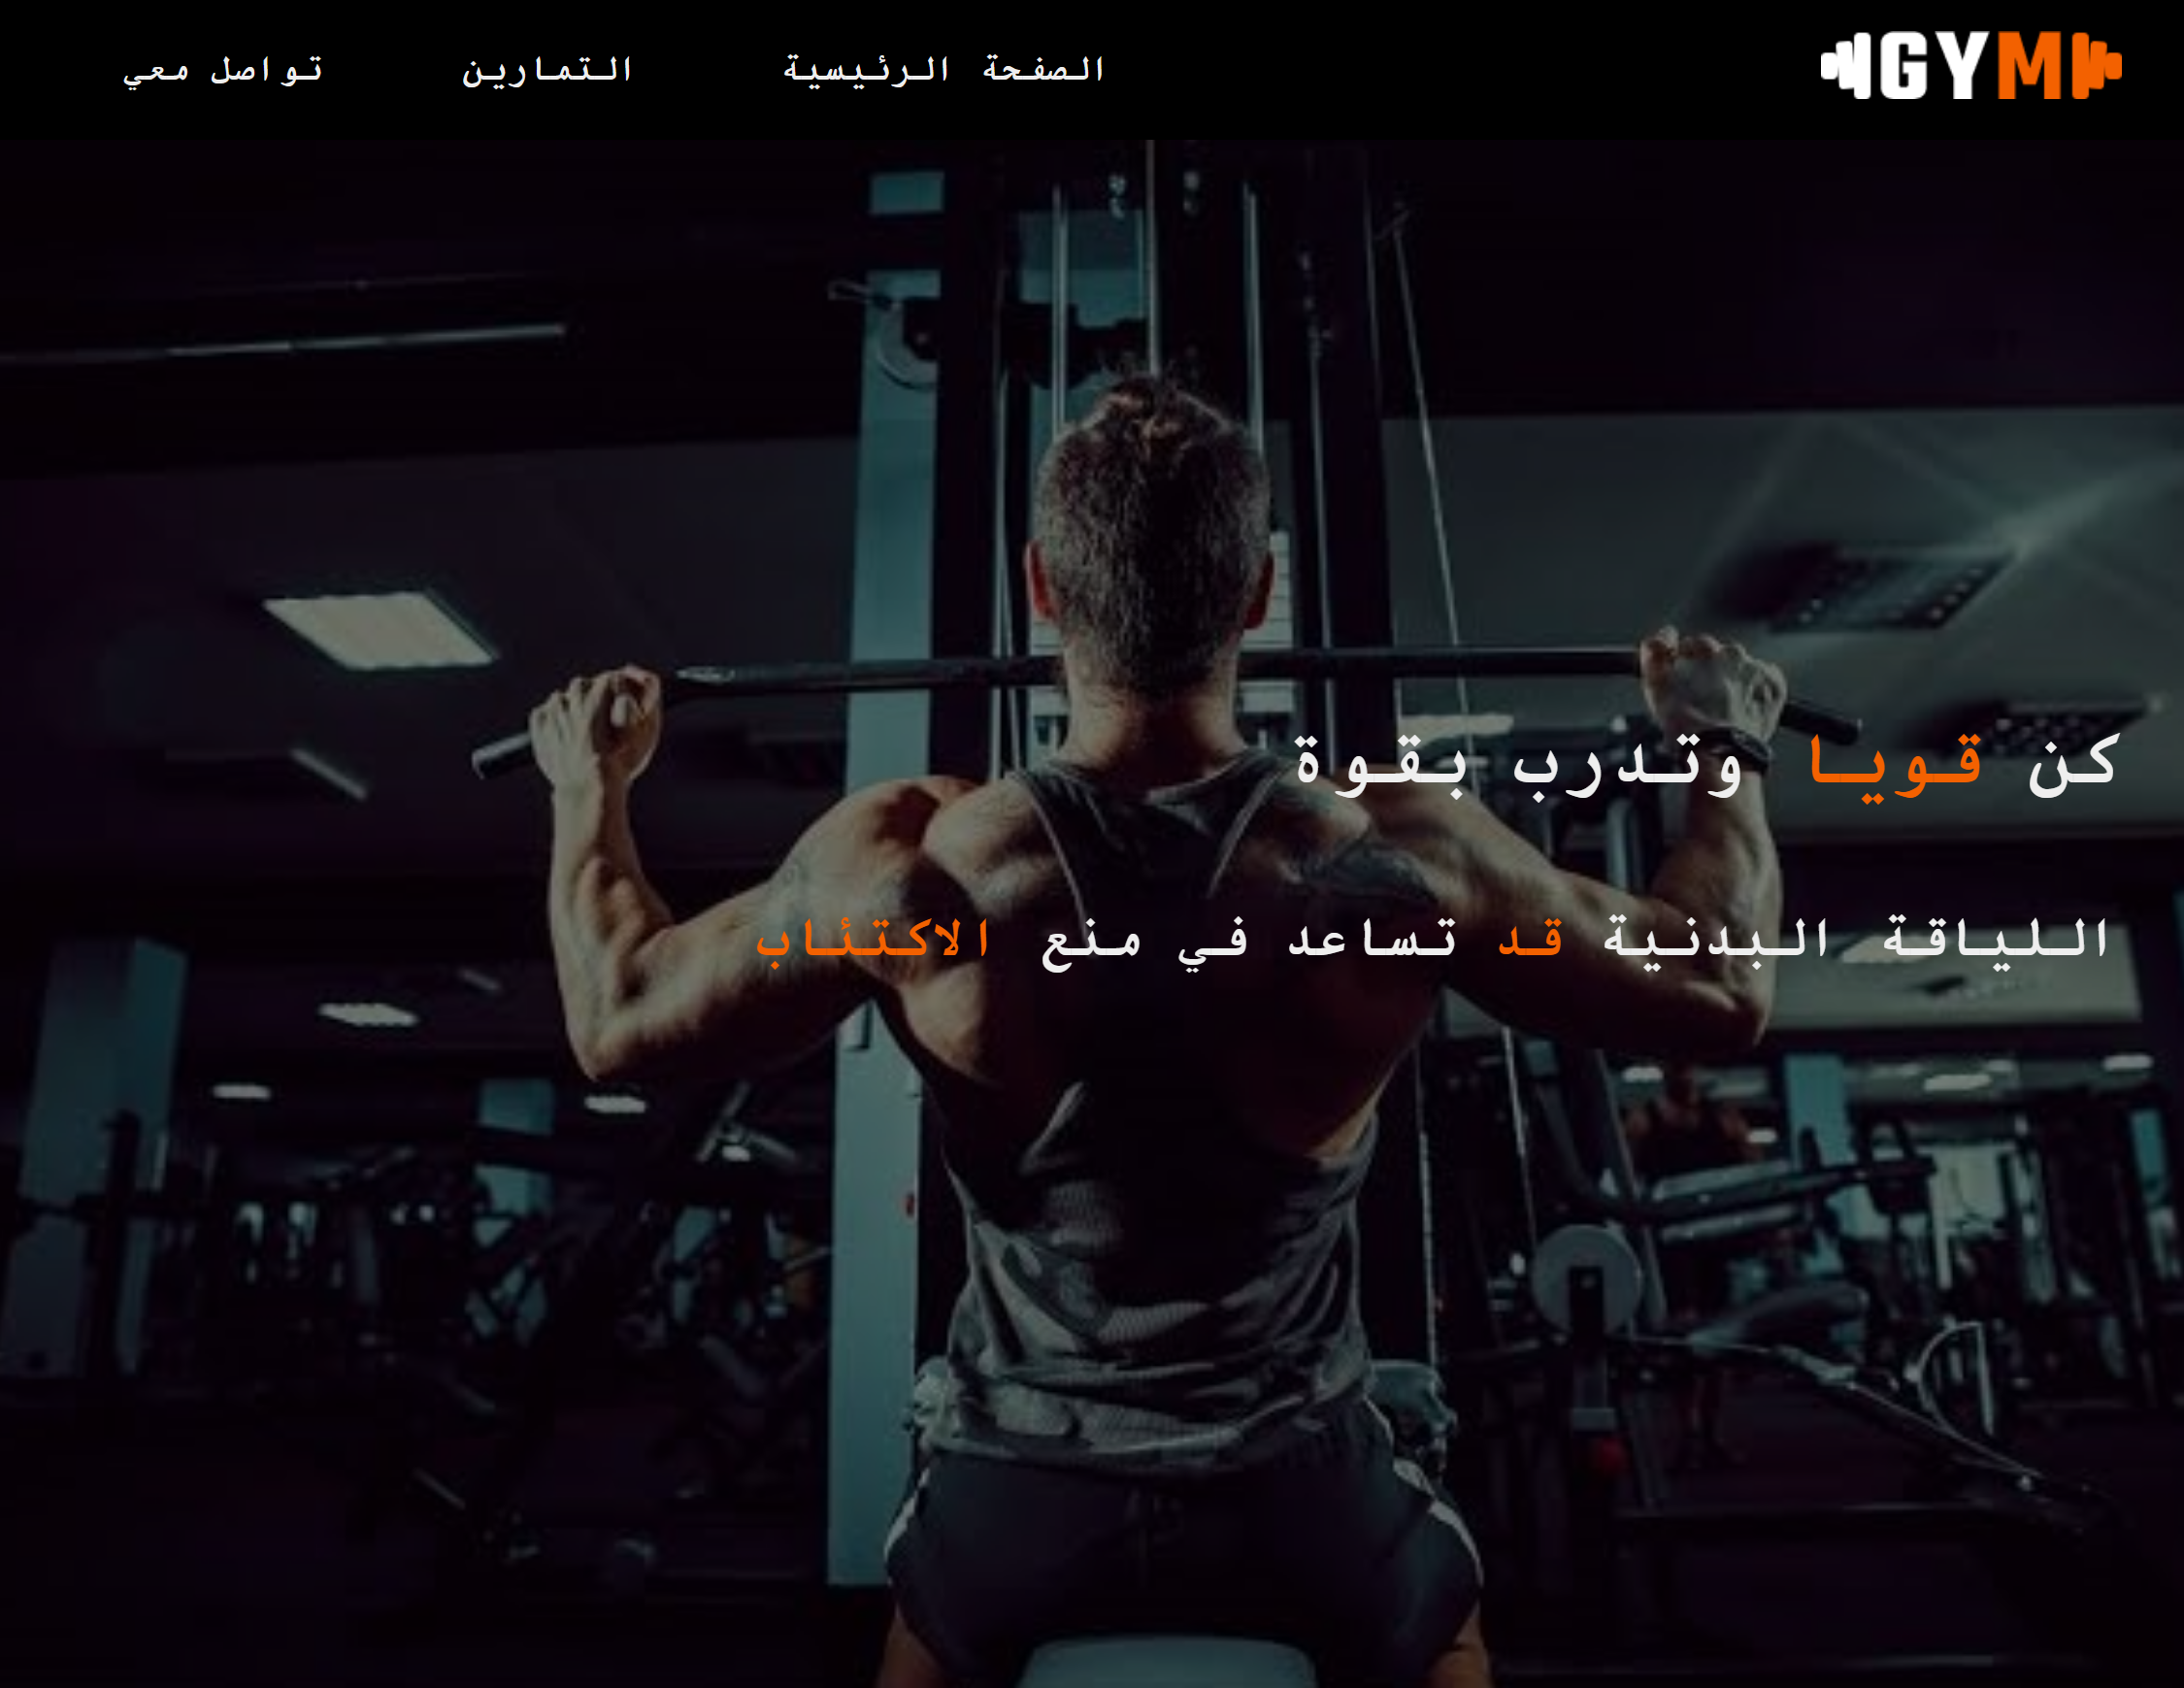 GYM
الصفحة الرئيسية
التمارين
تواصل معي
كن قويا وتدرب بقوة
اللياقة البدنية قد تساعد في منع الاكتئاب